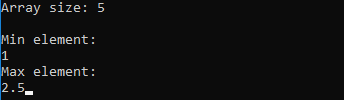 Array size: 5
Min element:
1
Max element:
2.5